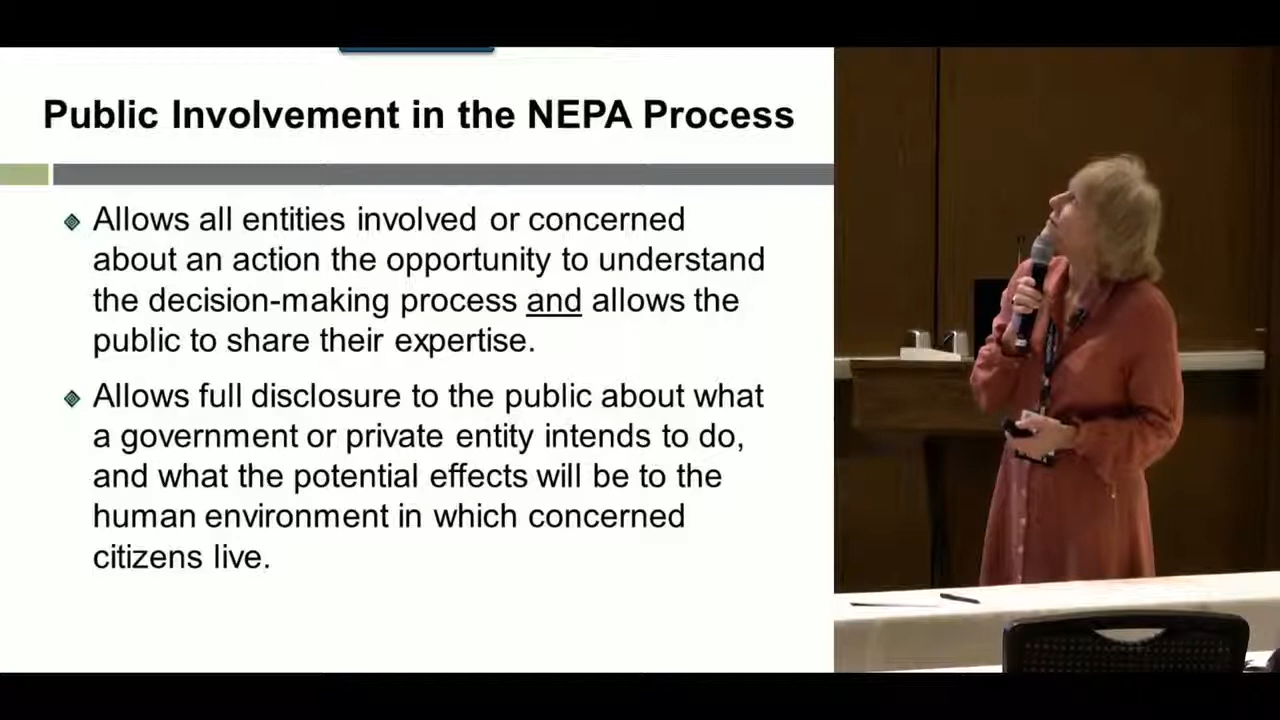 Public Involvement in the NEPA Process
Allows all entities involved or concerned
about an action the opportunity to understand
the decision-making process and allows the
public to share their expertise.
Allows full disclosure to the public about what
a government or private entity intends to do,
and what the potential effects will be to the
human environment in which concerned
citizens live.